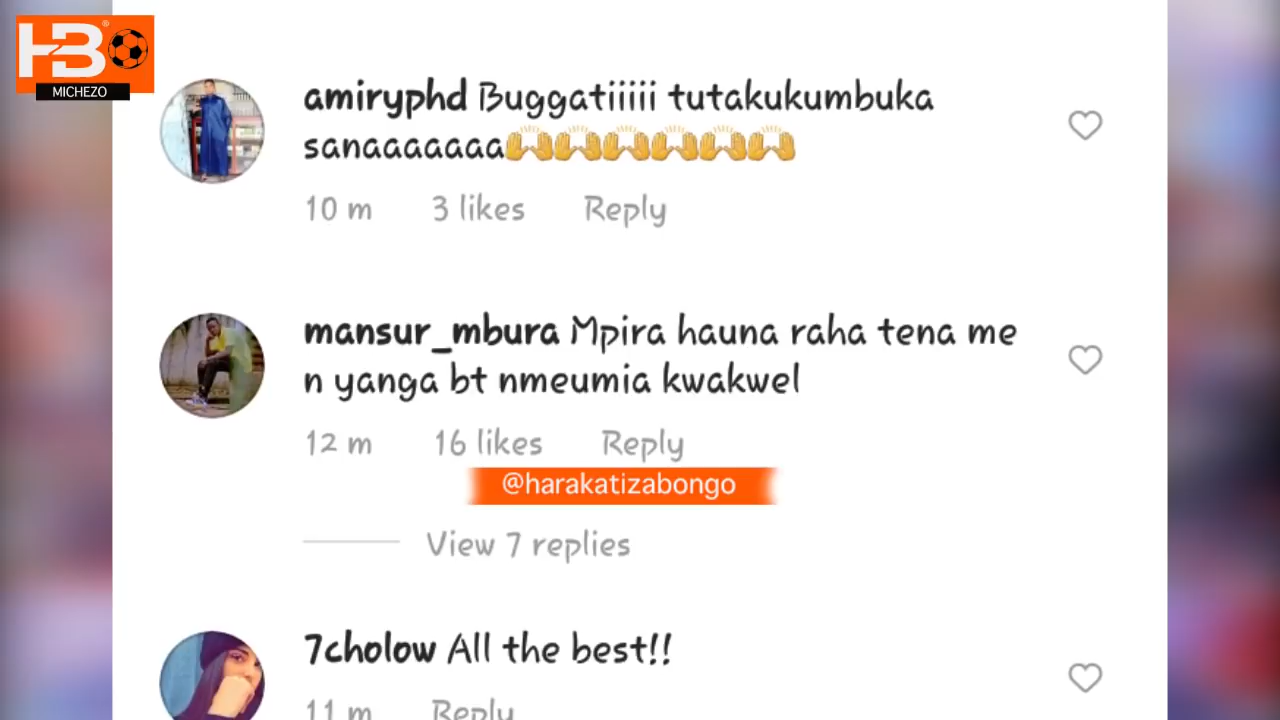 HBO
MICHEZO
amiryphd Buggatiiiii tutakukumbuka
sanaaaaaaa🙌🙌🙌🙌🙌🙌
10 m 3 likes Reply
mansur_mbura Mpira hauna raha tena me
n yanga bt nmeumia kwakwel
12 m 16 likes Reply
@harakatizabongo
View 7 replies
7cholow All the best!!
11 m Reply